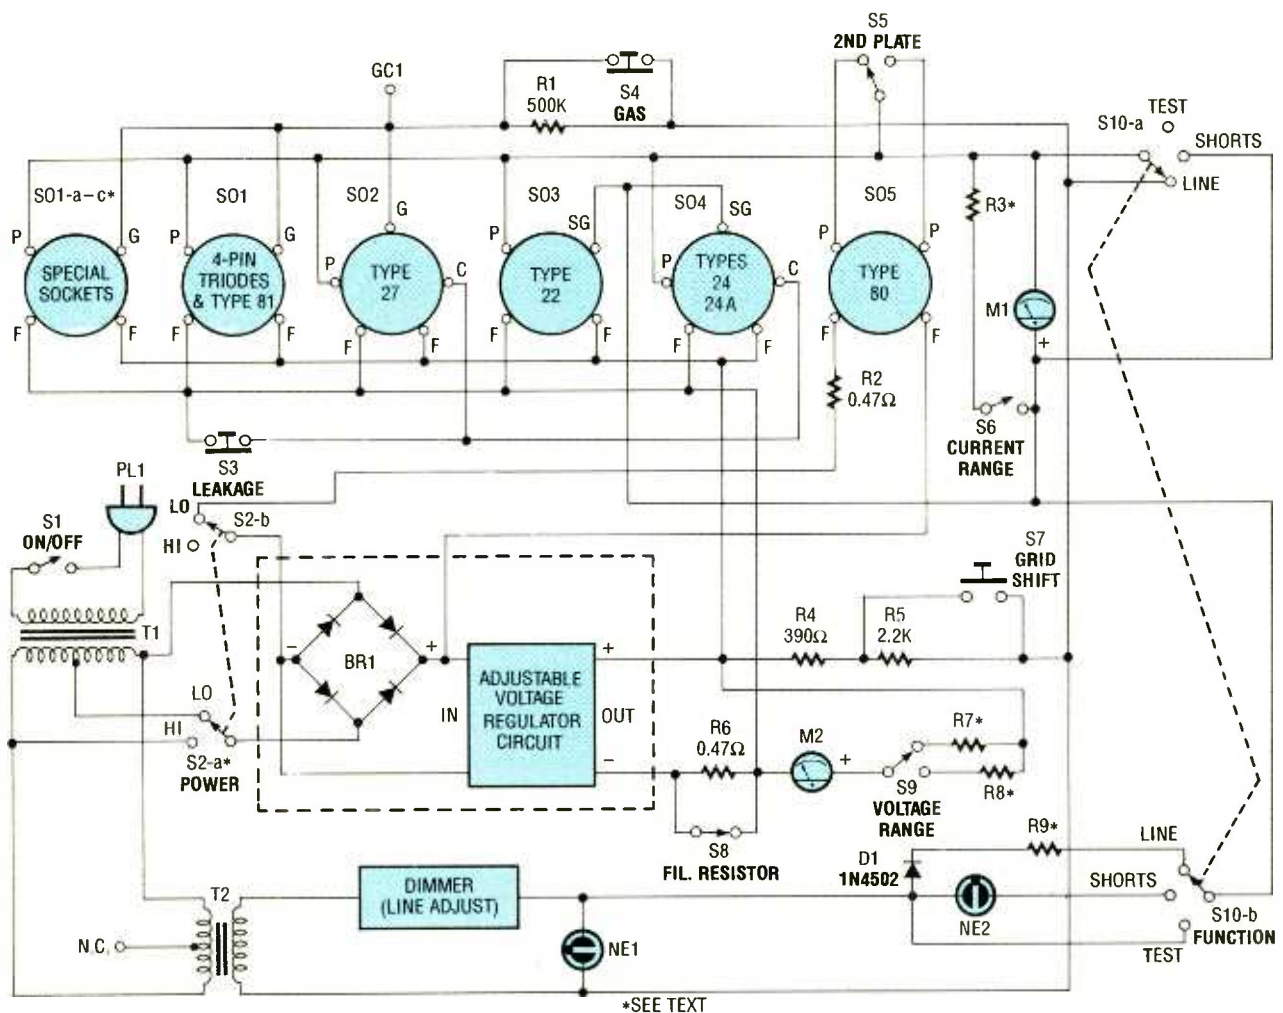 S5
2ND PLATE
GC1
R1
500K
S4
GAS
TEST
S10-a
SHORTS
LINE
SO1-a-c*
SO1
SO2
SO3
SO4
SO5
R3*
P
G
P
G
G
P
C
P
SG
SG
P
C
P
P
SPECIAL
SOCKETS
4-PIN
TRIODES
& TYPE 81
TYPE
27
TYPE
22
TYPES
24
24A
TYPE
80
M1
+
F
F
F
F
F
F
F
F
F
F
F
F
R2
0.47Ω
S6
CURRENT
RANGE
S3
LEAKAGE
PL1
LO
S2-b
HI
S1
ON/OFF
S7
GRID
SHIFT
T1
R4
390Ω
R5
2.2K
–
BR1
+
+
ADJUSTABLE
VOLTAGE
REGULATOR
CIRCUIT
IN
OUT
–
LO
HI
S2-a*
POWER
R6
0.47Ω
M2
+
R7*
R8*
S9
VOLTAGE
RANGE
S8
FIL. RESISTOR
R9*
LINE
D1
1N4502
SHORTS
NE2
S10-b
FUNCTION
TEST
T2
DIMMER
(LINE ADJUST)
N.C.
NE1
*SEE TEXT